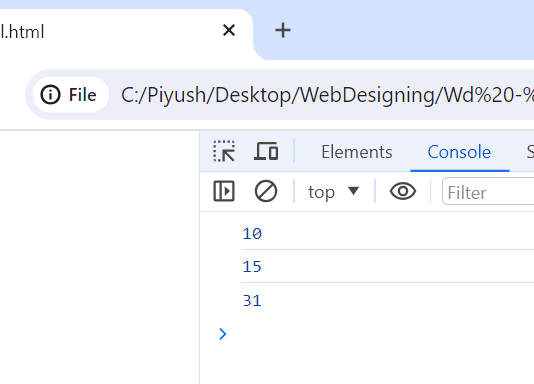 l.html
File C:/Piyush/Desktop/WebDesigning/Wd%20-%
Elements Console S
top Filter
10
15
31